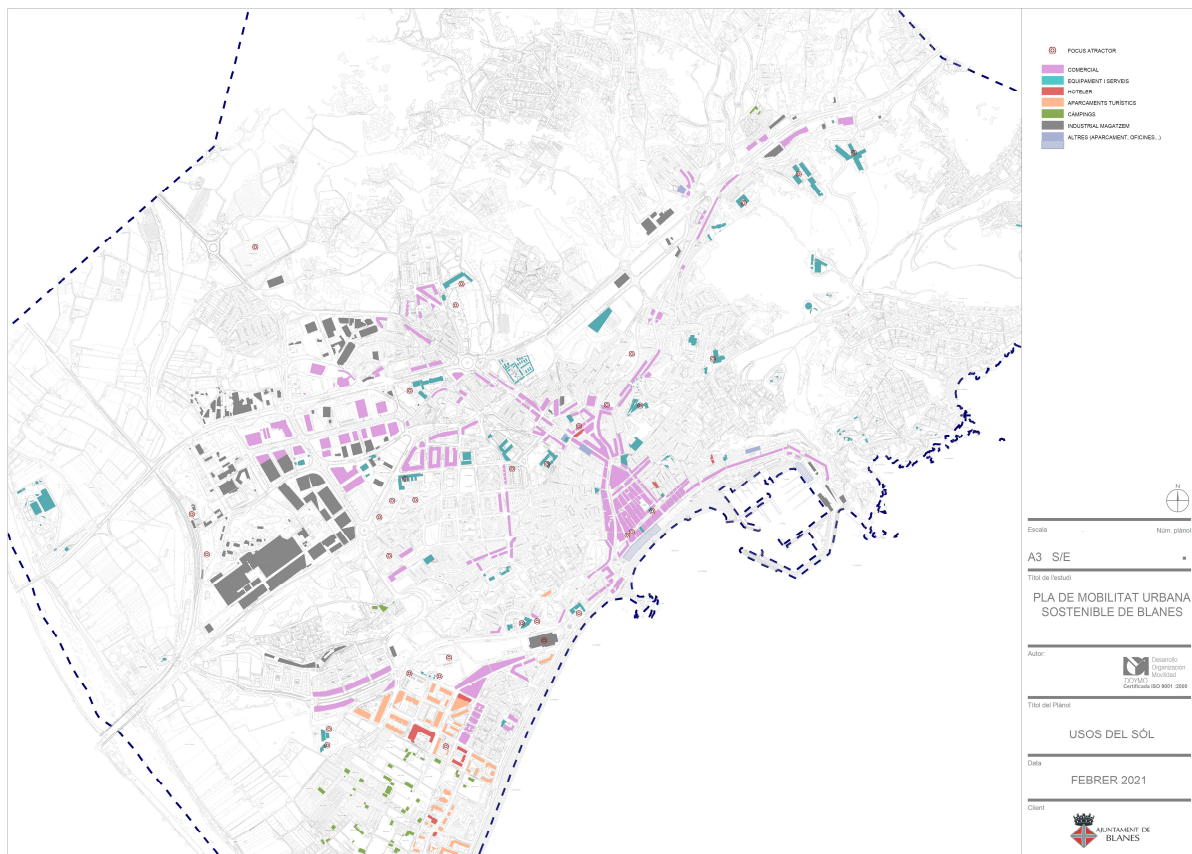 FOCUS ATRACTOR
COMERCIAL
EQUIPAMENT I SERVEIS
HOTELER
APARCAMENTS TURÍSTICS
CÀMPINGS
INDUSTRIAL MAGATZEM
ALTRES (APARCAMENT, OFICINES...)
N
Escala
Núm. plànol
A3 S/E
Títol de l'estudi
PLA DE MOBILITAT URBANA
SOSTENIBLE DE BLANES
Autor:
Desarrollo
Organización
Movilidad
DOYMO
Certificada ISO 9001 :2000
Títol del Plànol
USOS DEL SÓL
Data
FEBRER 2021
Client
AJUNTAMENT DE
BLANES